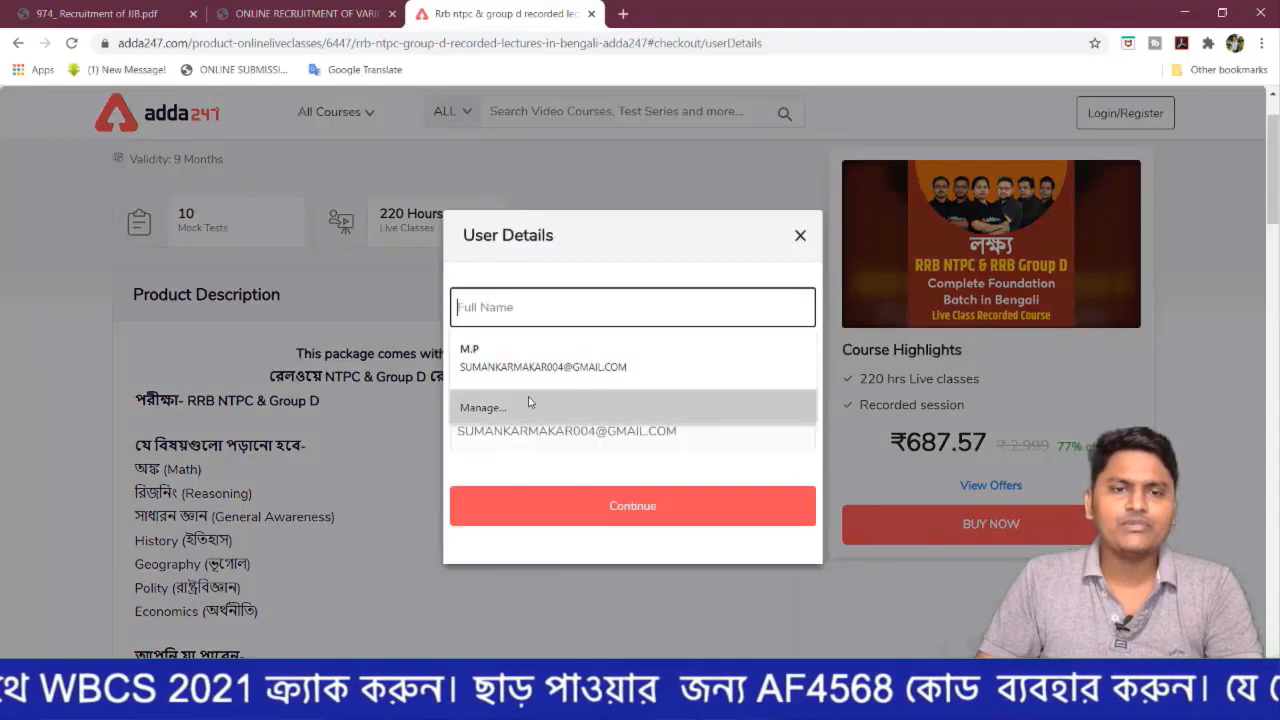 974_ Recruitment of JJB.pdf
ONLINE RECRUITMENT OF VARI
Rrb ntpc & group d recorded lec
adda247.com/product-onlineliveclasses/6447/rrb-ntpc-group-d-recorded-lectures-in-bengali-adda247#checkout/userDetails
Apps
(1) New Message!
ONLINE SUBMISSI...
Google Translate
Other bookmarks
adda247
All Courses
ALL
Search Video Courses, Test Series and more...
Login/Register
Validity: 9 Months
10
Mock Tests
220 Hours
Live Classes
Product Description
This package comes with
রেলওয়ে NTPC & Group D রে
পরীক্ষা- RRB NTPC & Group D
যে বিষয়গুলো পড়ানো হবে-
অঙ্ক (Math)
রিজনিং (Reasoning)
সাধারন জ্ঞান (General Awareness)
History (ইতিহাস)
Geography (ভূগোল)
Polity (রাষ্ট্রবিজ্ঞান)
Economics (অর্থনীতি)
আপনি যা পাবেন-
User Details
Full Name
M.P
SUMANKARMAKAR004@GMAIL.COM
Manage...
SUMANKARMAKAR004@GMAIL.COM
Continue
লক্ষ্য
RRB NTPC & RRB Group D
Complete Foundation
Batch in Bengali
Live Class Recorded Course
Course Highlights
220 hrs Live classes
Recorded session
₹687.57 ₹ 2,999 77%
View Offers
BUY NOW
থে WBCS 2021 ক্র্যাক করুন। ছাড় পাওয়ার জন্য AF4568 কোড ব্যবহার করুন। যে